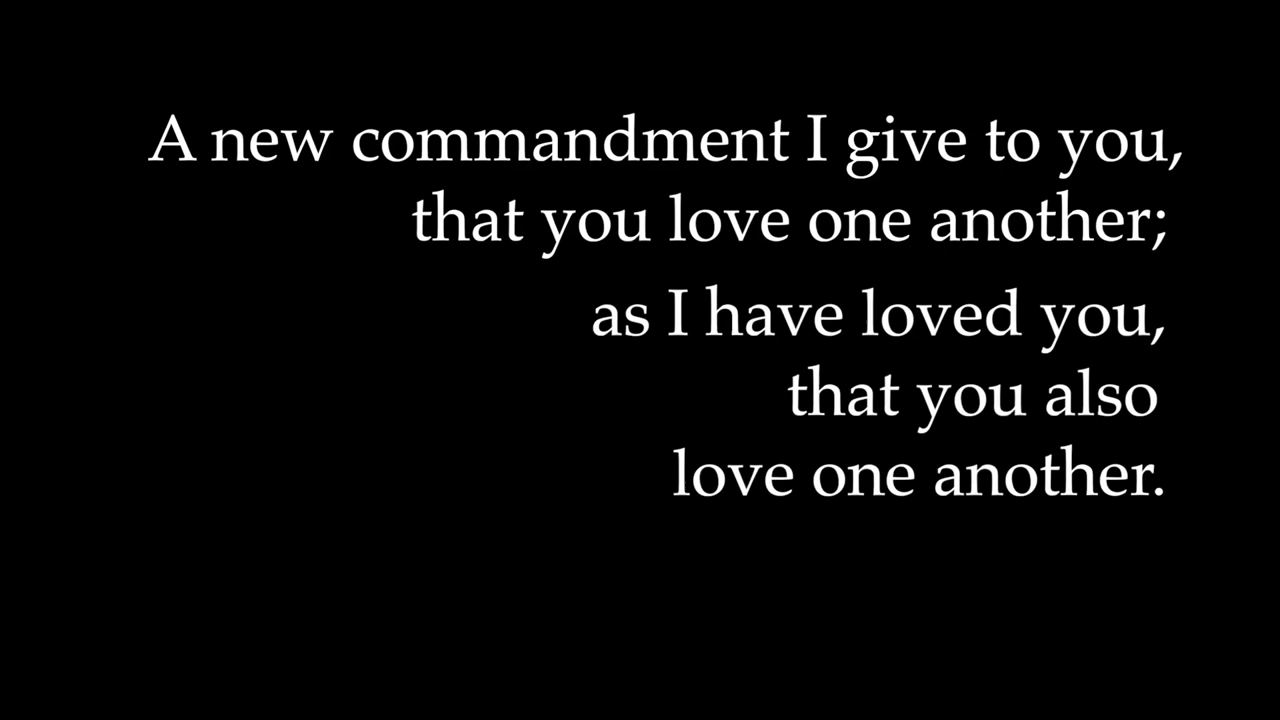 A new commandment I give to you,
that you love one another;
as I have loved you,
that you also
love one another.